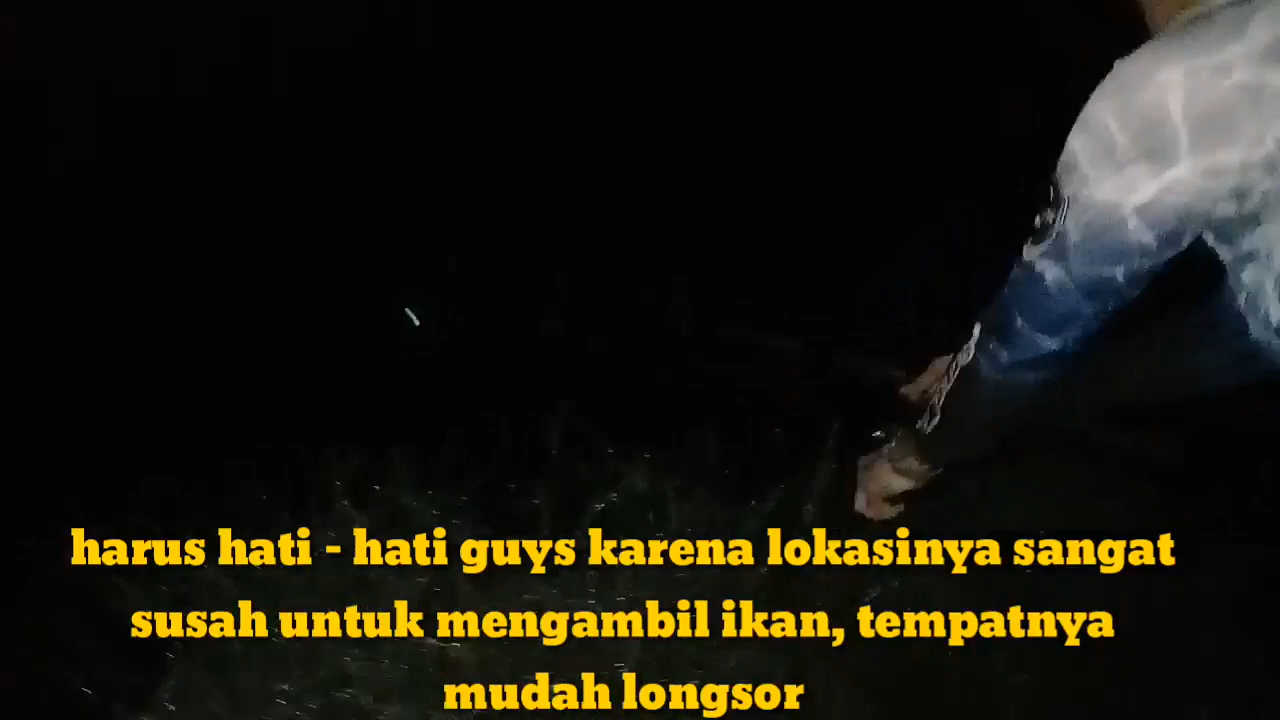 harus hati - hati guys karena lokasinya sangat
susah untuk mengambil ikan, tempatnya
mudah longsor